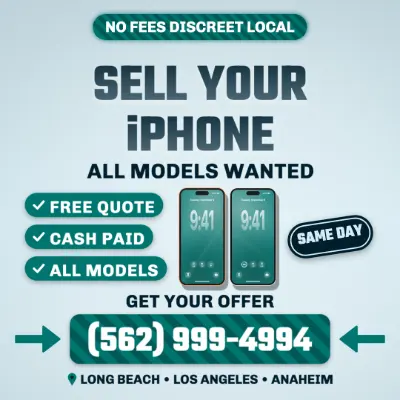 NO FEES DISCREET LOCAL
SELL YOUR
iPHONE
ALL MODELS WANTED
✓ FREE QUOTE
✓ CASH PAID
✓ ALL MODELS
9:41
9:41
SAME DAY
GET YOUR OFFER
(562) 999-4994
LONG BEACH • LOS ANGELES • ANAHEIM